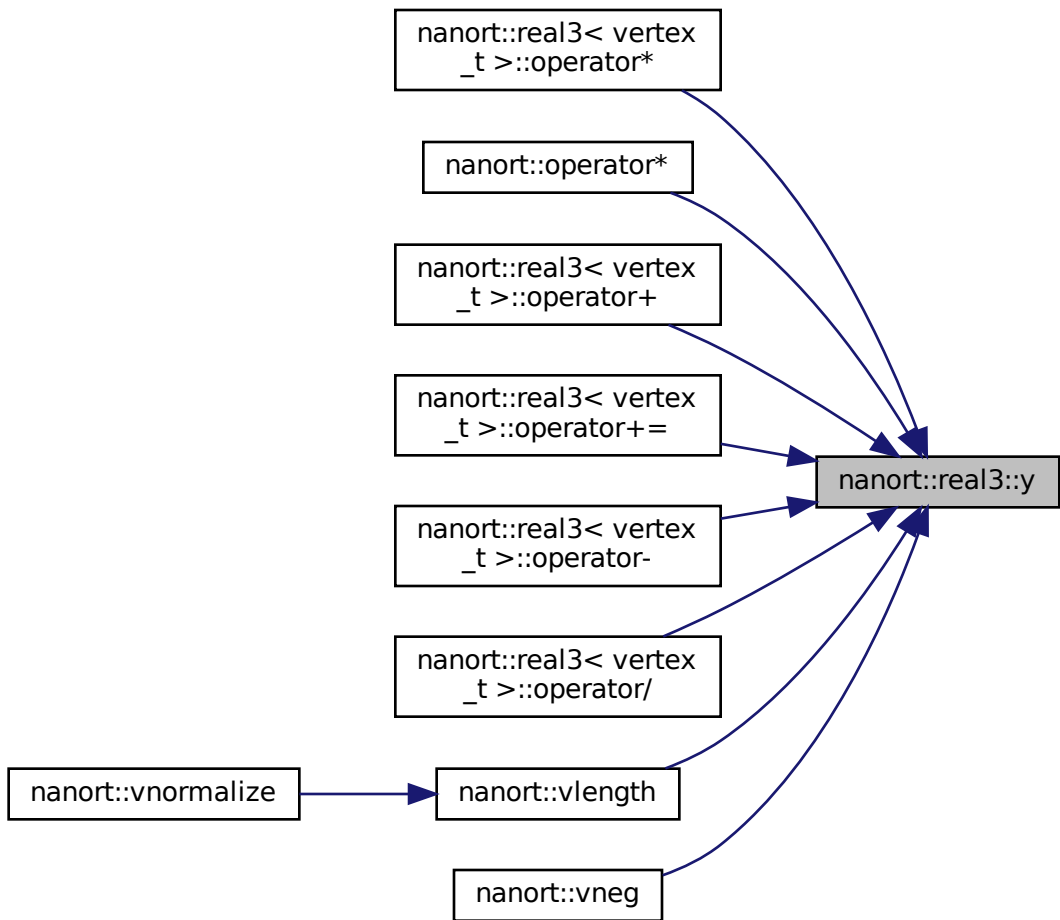 nanort::real3< vertex
_t >::operator*
nanort::operator*
nanort::real3< vertex
_t >::operator+
nanort::real3< vertex
_t >::operator+=
nanort::real3::y
nanort::real3< vertex
_t >::operator-
nanort::real3< vertex
_t >::operator/
nanort::vnormalize
nanort::vlength
nanort::vneg